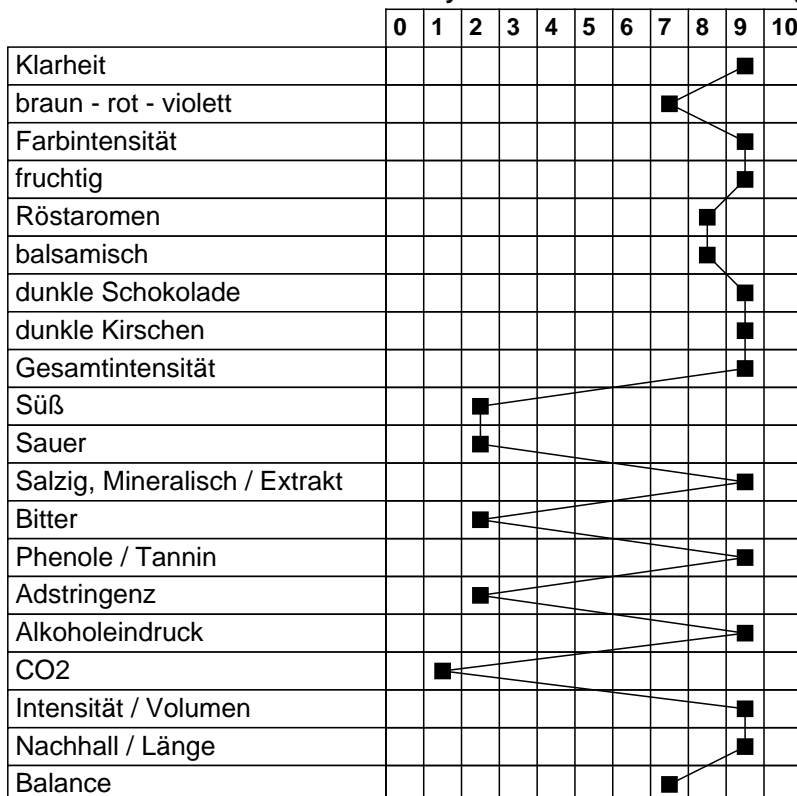 0 1 2 3 4 5 6 7 8 9 10
Klarheit
braun - rot - violett
Farbintensität
fruchtig
Röstaromen
balsamisch
dunkle Schokolade
dunkle Kirschen
Gesamtintensität
Süß
Sauer
Salzig, Mineralisch / Extrakt
Bitter
Phenole / Tannin
Adstringenz
Alkoholeindruck
CO2
Intensität / Volumen
Nachhall / Länge
Balance